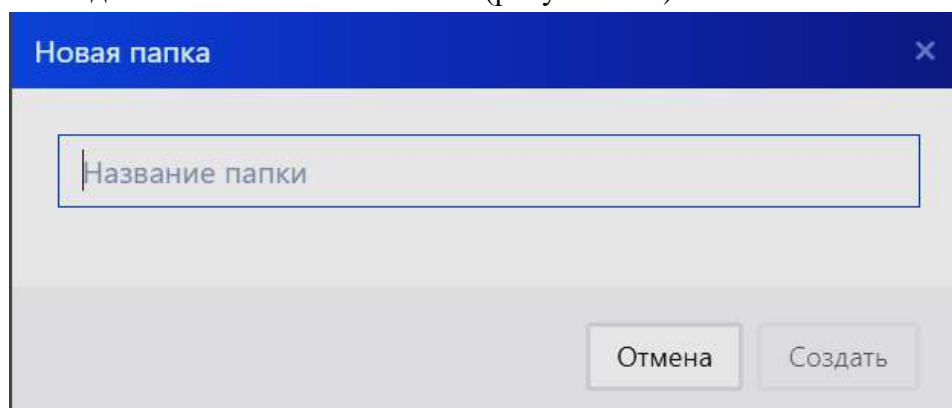 Новая папка ×
Название папки
Отмена Создать